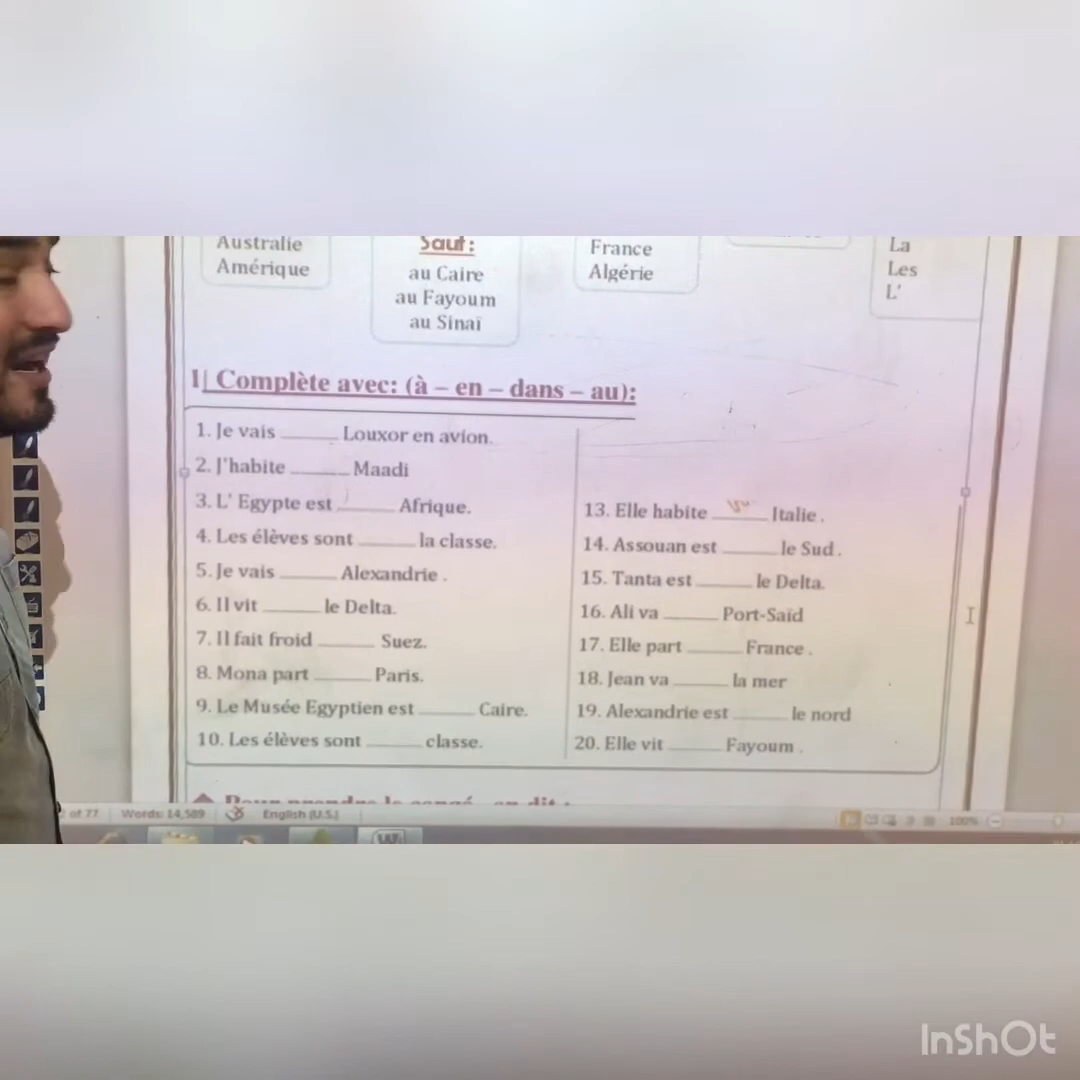 Australie
Amérique
Sauf :
au Caire
au Fayoum
au Sinaï
France
Algérie
La
Les
L'
1| Complète avec: (à – en – dans – au):
1. Je vais ______ Louxor en avion.
2. J'habite ______ Maadi
3. L' Egypte est ______ Afrique.
4. Les élèves sont ______ la classe.
5. Je vais ______ Alexandrie .
6. Il vit ______ le Delta.
7. Il fait froid ______ Suez.
8. Mona part ______ Paris.
9. Le Musée Egyptien est ______ Caire.
10. Les élèves sont ______ classe.
13. Elle habite ______ Italie .
14. Assouan est ______ le Sud .
15. Tanta est ______ le Delta.
16. Ali va ______ Port-Saïd
17. Elle part ______ France .
18. Jean va ______ la mer
19. Alexandrie est ______ le nord
20. Elle vit ______ Fayoum .
of 77 Words: 14,589 English (U.S.) 100%
InShOt